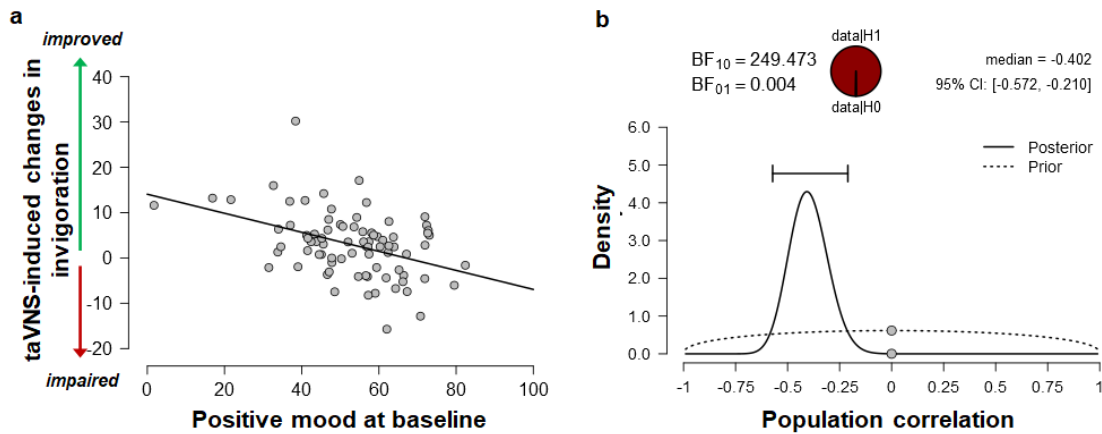 a
improved
taVNS-induced changes in
invigoration
impaired
40
30
20
10
0
-10
-20
0
20
40
60
80
100
Positive mood at baseline
b
data|H1
BF10 = 249.473
BF01 = 0.004
data|H0
median = -0.402
95% CI: [-0.572, -0.210]
Posterior
Prior
Density
6.0
5.0
4.0
3.0
2.0
1.0
0.0
-1
-0.75
-0.5
-0.25
0
0.25
0.5
0.75
1
Population correlation